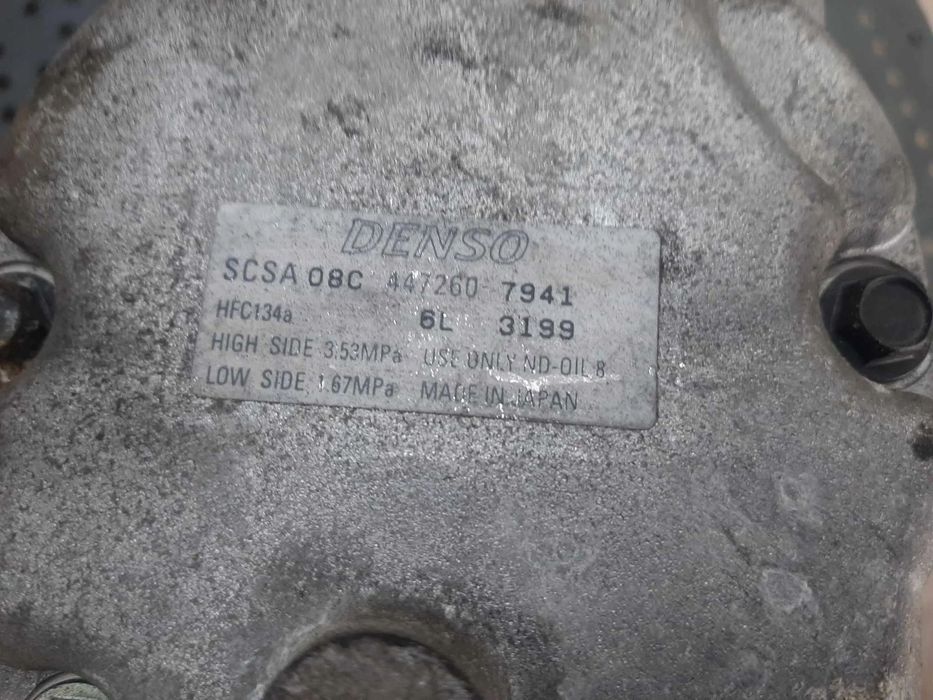 DENSO
SCSA 08C 447260-7941
HFC134a 6L 3199
HIGH SIDE 3.53MPa USE ONLY ND-OIL 8
LOW SIDE 1.67MPa MADE IN JAPAN